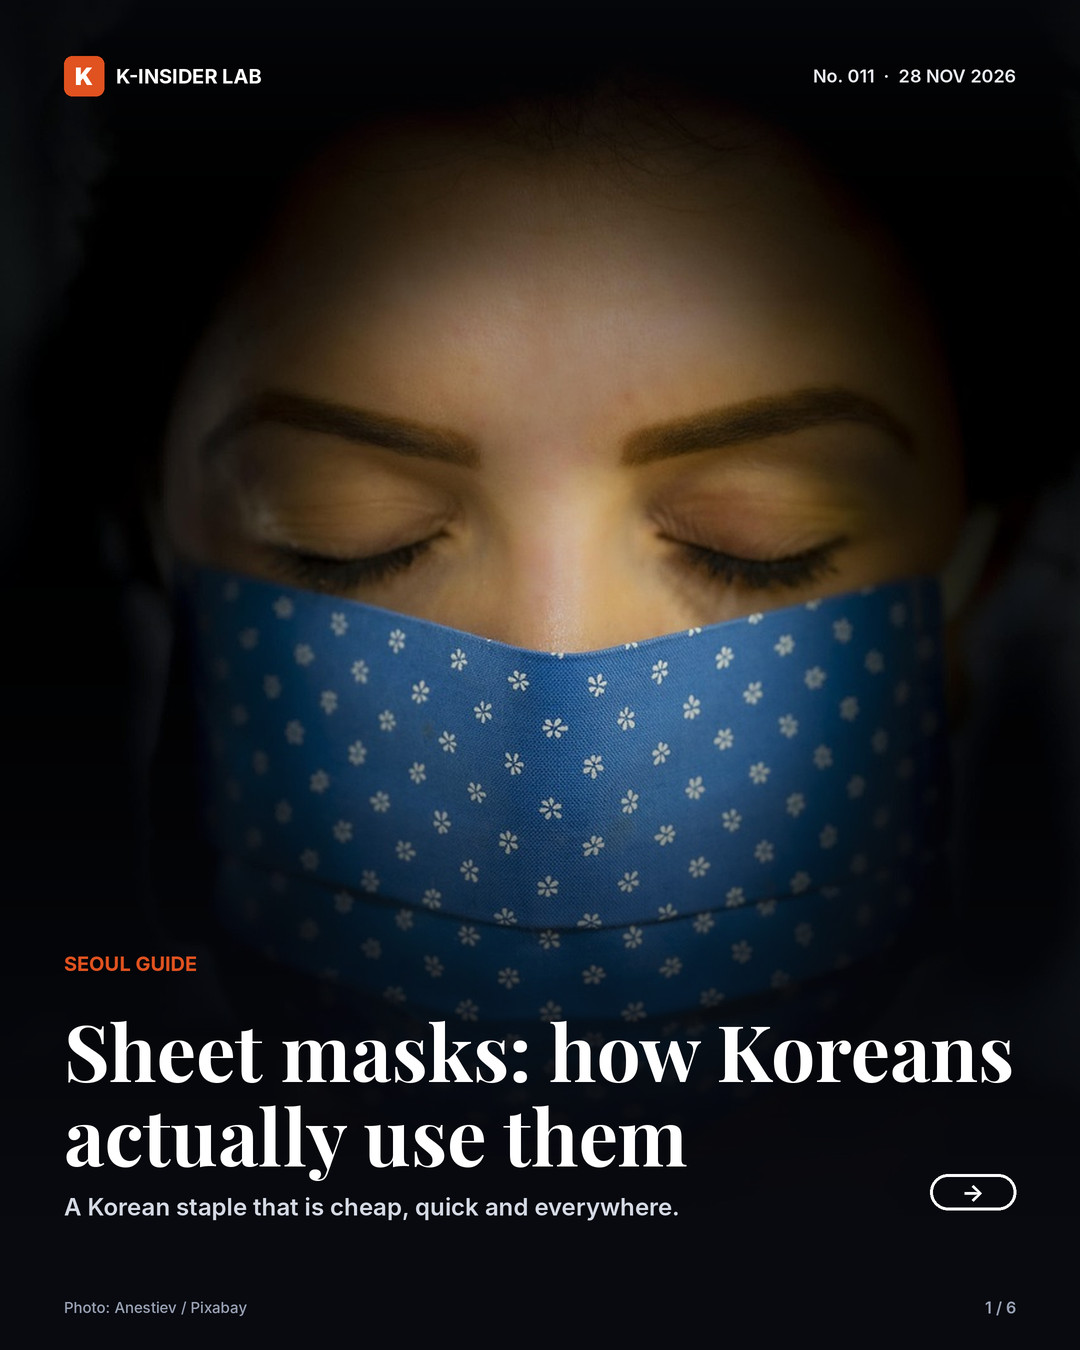 K K-INSIDER LAB
No. 011 · 28 NOV 2026
SEOUL GUIDE
Sheet masks: how Koreans
actually use them
A Korean staple that is cheap, quick and everywhere.
Photo: Anestiev / Pixabay
1 / 6